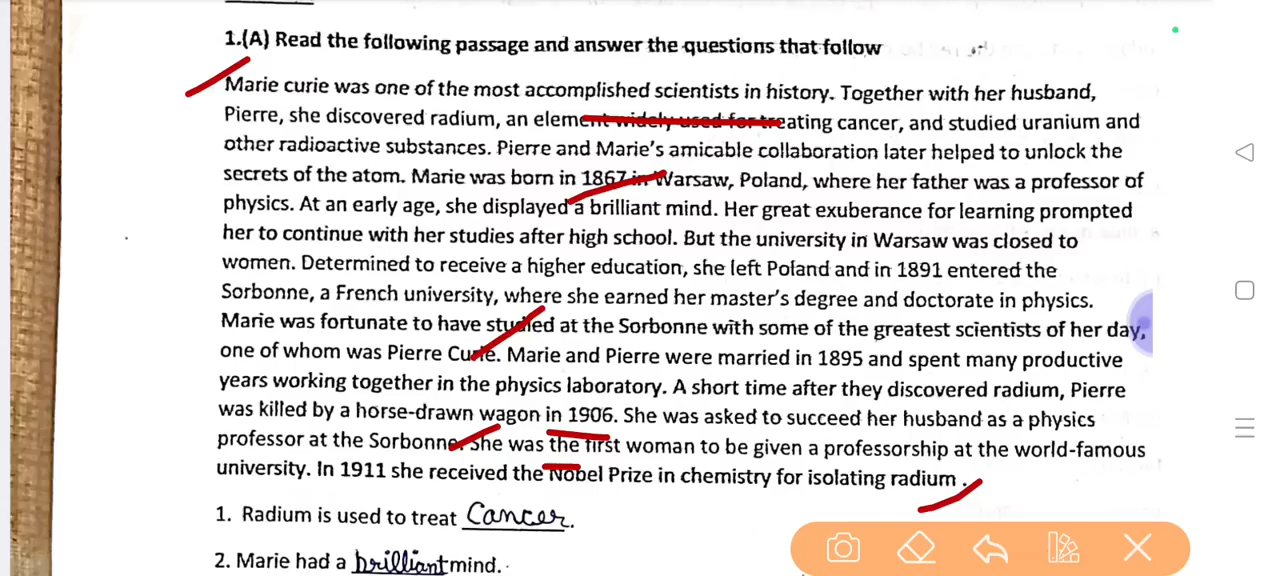 1.(A) Read the following passage and answer the questions that follow
Marie curie was one of the most accomplished scientists in history. Together with her husband,
Pierre, she discovered radium, an element widely used for treating cancer, and studied uranium and
other radioactive substances. Pierre and Marie's amicable collaboration later helped to unlock the
secrets of the atom. Marie was born in 1867 in Warsaw, Poland, where her father was a professor of
physics. At an early age, she displayed a brilliant mind. Her great exuberance for learning prompted
her to continue with her studies after high school. But the university in Warsaw was closed to
women. Determined to receive a higher education, she left Poland and in 1891 entered the
Sorbonne, a French university, where she earned her master's degree and doctorate in physics.
Marie was fortunate to have studied at the Sorbonne with some of the greatest scientists of her day,
one of whom was Pierre Curie. Marie and Pierre were married in 1895 and spent many productive
years working together in the physics laboratory. A short time after they discovered radium, Pierre
was killed by a horse-drawn wagon in 1906. She was asked to succeed her husband as a physics
professor at the Sorbonne. She was the first woman to be given a professorship at the world-famous
university. In 1911 she received the Nobel Prize in chemistry for isolating radium .
1. Radium is used to treat Cancer.
2. Marie had a brilliant mind.